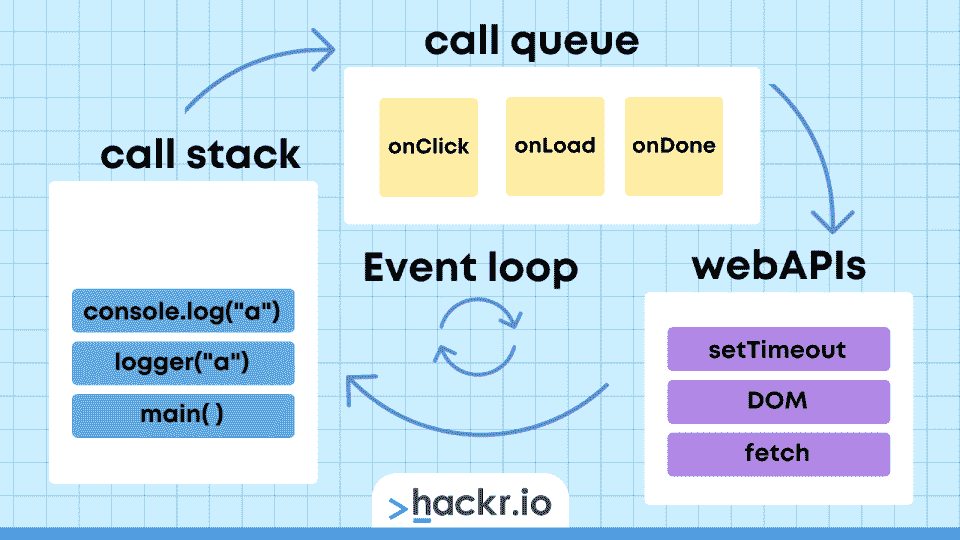 call queue
onClick
onLoad
onDone
call stack
console.log("a")
logger("a")
main( )
Event loop
webAPIs
setTimeout
DOM
fetch
>hackr.io